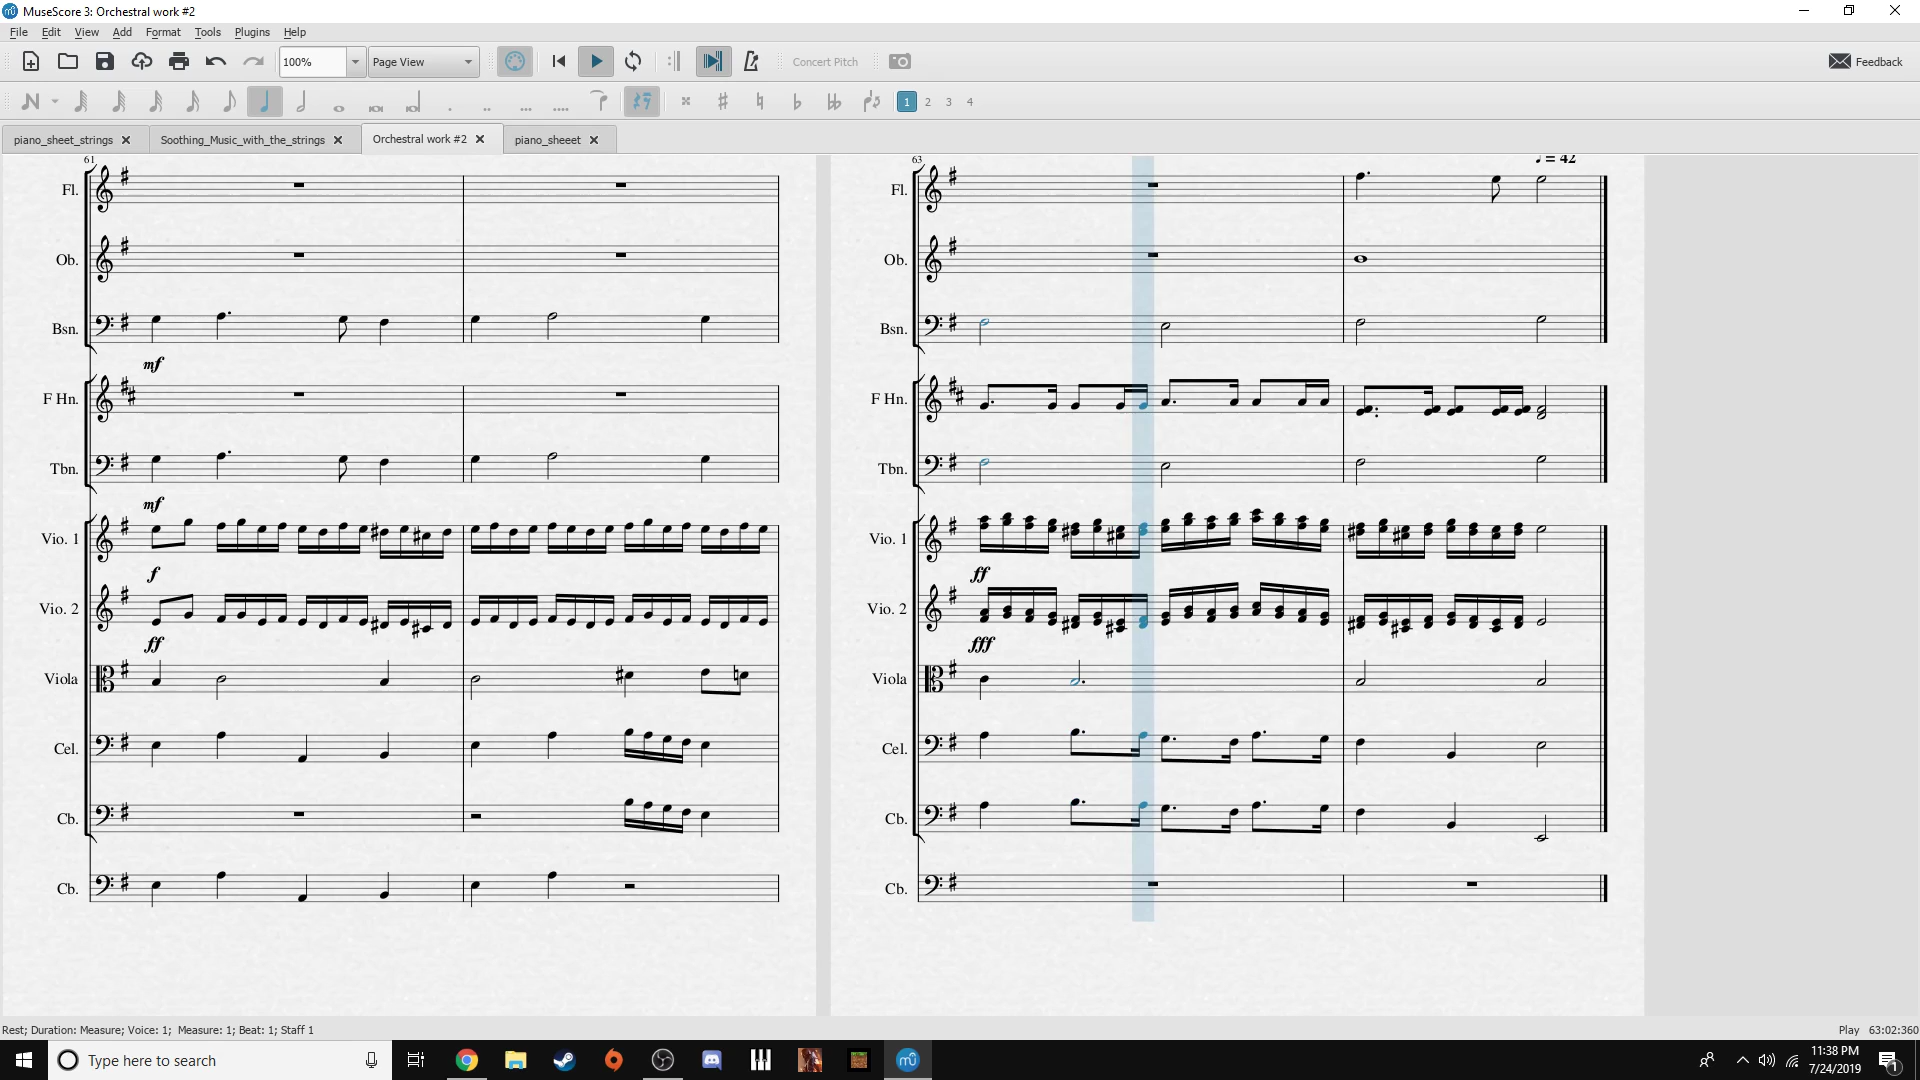 MuseScore 3: Orchestral work #2
File Edit View Add Format Tools Plugins Help
100% Page View Concert Pitch Feedback
1 2 3 4
piano_sheet_strings Soothing_Music_with_the_strings Orchestral work #2 piano_sheeet
61
Fl.
Ob.
Bsn.
mf
F Hn.
Tbn.
mf
Vio. 1
f
Vio. 2
ff
Viola
Cel.
Cb.
Cb.
63
= 42
Fl.
Ob.
Bsn.
F Hn.
Tbn.
Vio. 1
ff
Vio. 2
fff
Viola
Cel.
Cb.
Cb.
Rest; Duration: Measure; Voice: 1; Measure: 1; Beat: 1; Staff 1
Play 63:02:360
Type here to search
11:38 PM
7/24/2019
1